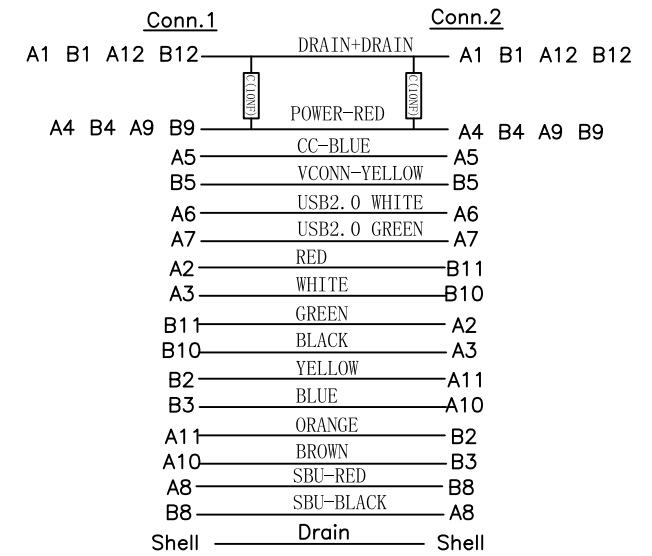 Conn.1 Conn.2
A1 B1 A12 B12 DRAIN+DRAIN A1 B1 A12 B12
C(10NF) C(10NF)
A4 B4 A9 B9 POWER-RED A4 B4 A9 B9
A5 CC-BLUE A5
B5 VCONN-YELLOW B5
A6 USB2.0 WHITE A6
A7 USB2.0 GREEN A7
A2 RED B11
A3 WHITE B10
B11 GREEN A2
B10 BLACK A3
B2 YELLOW A11
B3 BLUE A10
A11 ORANGE B2
A10 BROWN B3
A8 SBU-RED B8
B8 SBU-BLACK A8
Shell Drain Shell